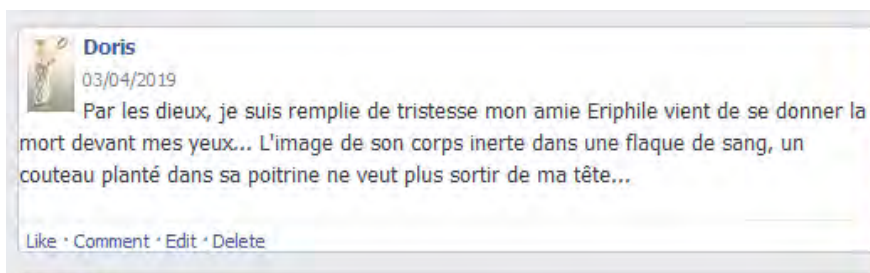 Doris
03/04/2019
Par les dieux, je suis remplie de tristesse mon amie Eriphile vient de se donner la
mort devant mes yeux... L'image de son corps inerte dans une flaque de sang, un
couteau planté dans sa poitrine ne veut plus sortir de ma tête...
Like · Comment · Edit · Delete